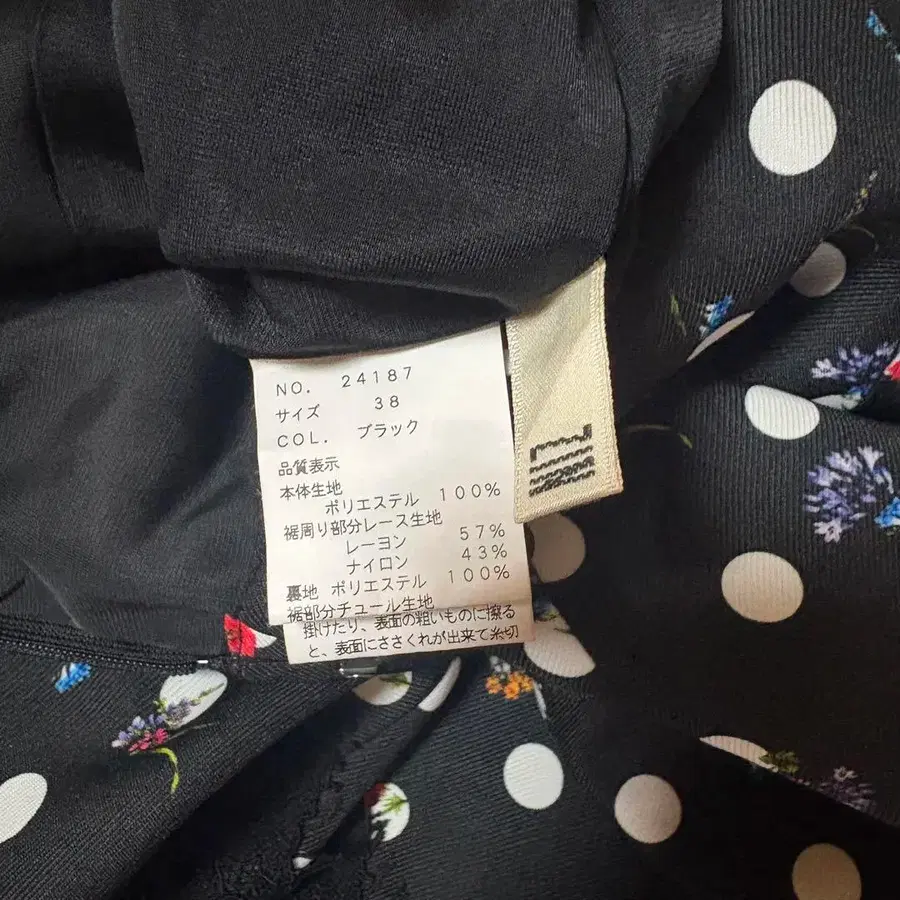 NO. 24187
サイズ 38
COL. ブラック
品質表示
本体生地
ポリエステル 100%
裾周り部分レース生地
レーヨン 57%
ナイロン 43%
裏地 ポリエステル 100%
裾部分チュール生地
掛けたり、表面の粗いものに擦る
と、表面にささくれが出来て糸切